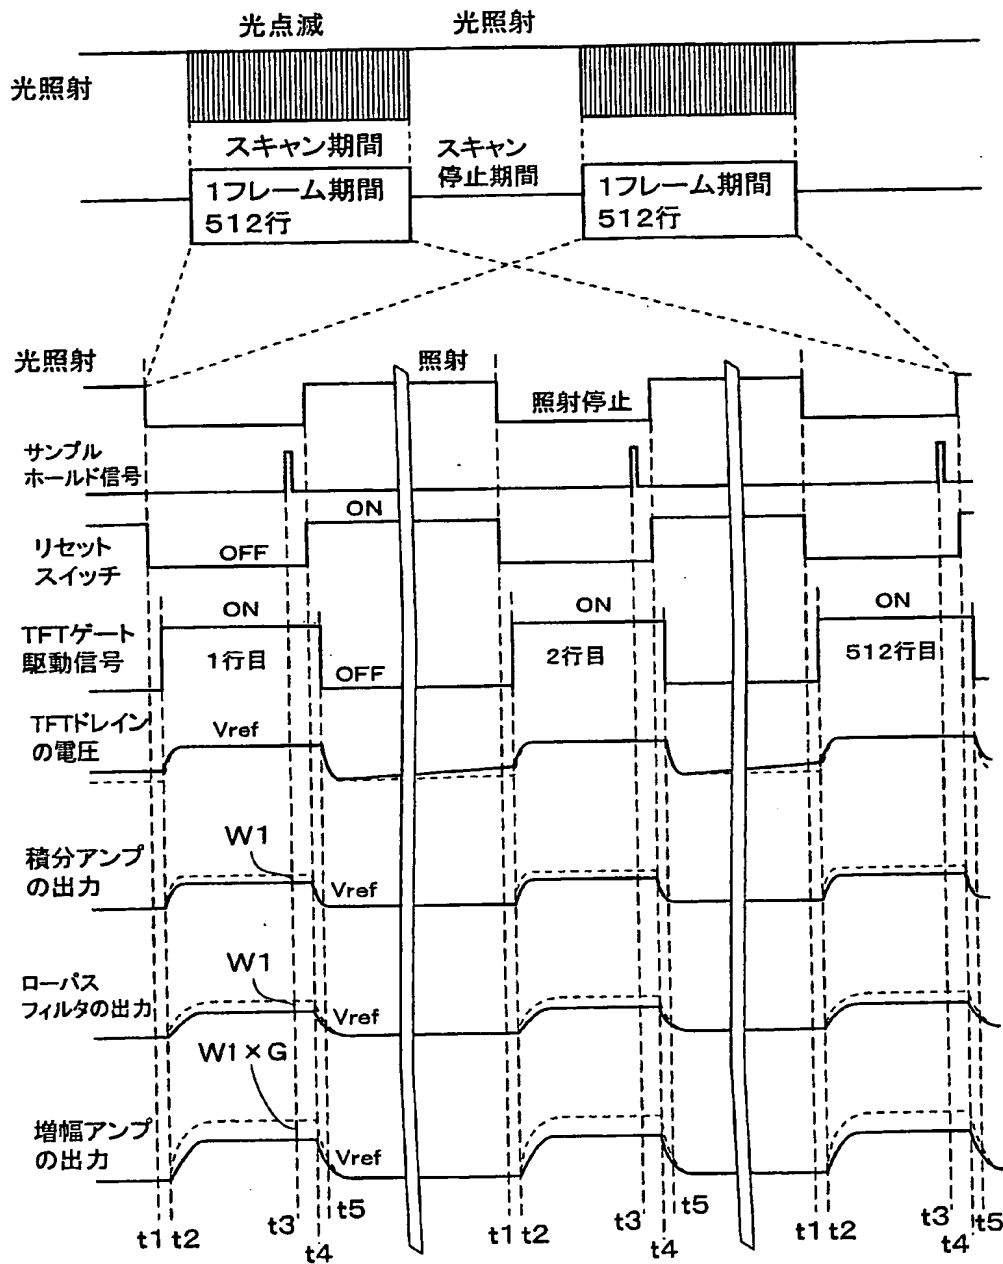 光点滅
光照射
光照射
スキャン期間
スキャン
停止期間
1フレーム期間
512行
1フレーム期間
512行
光照射
照射
照射停止
サンプル
ホールド信号
ON
リセット
スイッチ
OFF
ON
ON
ON
TFTゲート
駆動信号
1行目
OFF
2行目
512行目
TFTドレイン
の電圧
Vref
W1
積分アンプ
の出力
Vref
W1
ローパス
フィルタの出力
Vref
W1×G
増幅アンプ
の出力
Vref
t1 t2 t3 t4 t5
t1 t2 t3 t4 t5
t1 t2 t3 t4 t5